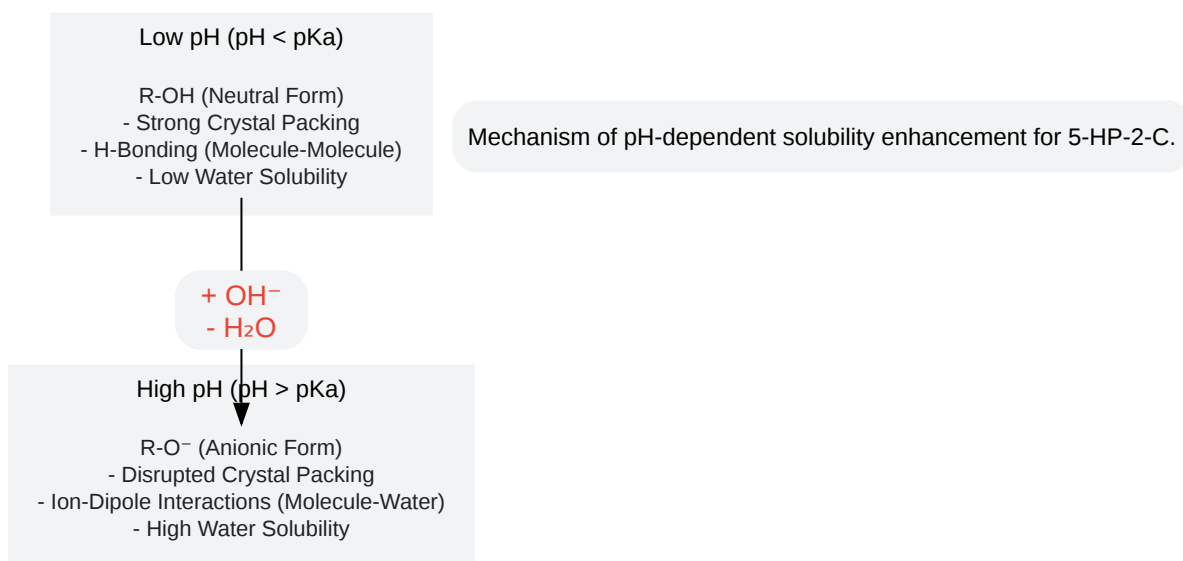 Low pH (pH < pKa)
R-OH (Neutral Form)
- Strong Crystal Packing
- H-Bonding (Molecule-Molecule)
- Low Water Solubility
Mechanism of pH-dependent solubility enhancement for 5-HP-2-C.
+ OH⁻
- H₂O
High pH (pH > pKa)
R-O⁻ (Anionic Form)
- Disrupted Crystal Packing
- Ion-Dipole Interactions (Molecule-Water)
- High Water Solubility